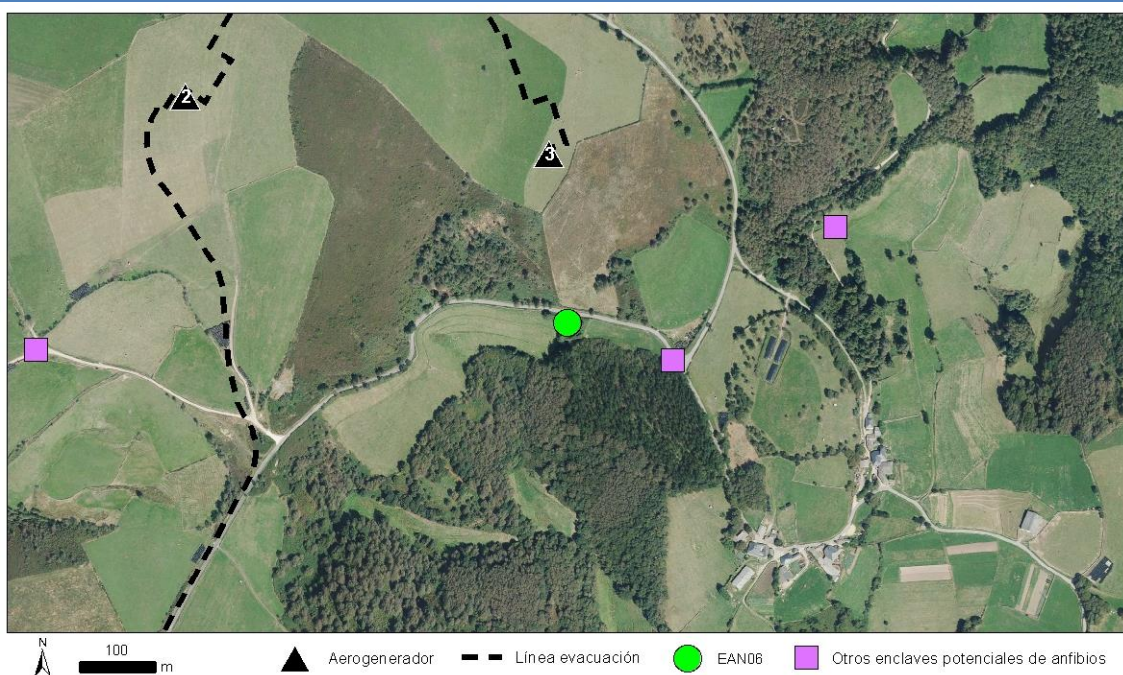 2
3
N
100
m
Aerogenerador
Línea evacuación
EAN06
Otros enclaves potenciales de anfibios